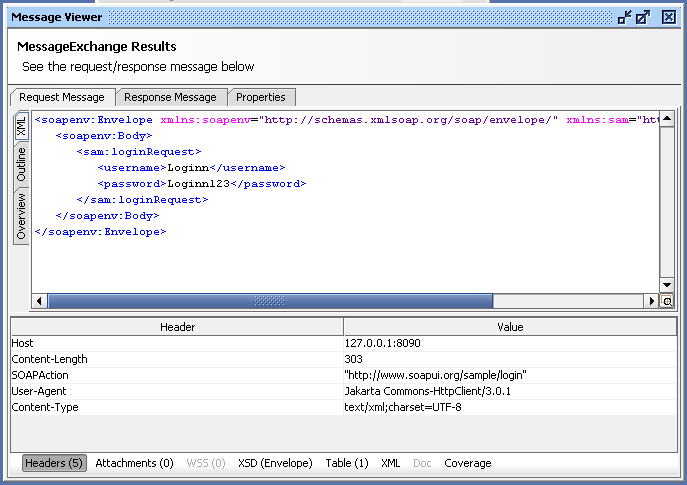 Message Viewer
MessageExchange Results
See the request/response message below
Request Message Response Message Properties
XML
Outline
Overview
<soapenv:Envelope xmlns:soapenv="http://schemas.xmlsoap.org/soap/envelope/" xmlns:sam="htt
<soapenv:Body>
<sam:loginRequest>
<username>Loginn</username>
<password>Loginn123</password>
</sam:loginRequest>
</soapenv:Body>
</soapenv:Envelope>
Header Value
Host 127.0.0.1:8090
Content-Length 303
SOAPAction "http://www.soapui.org/sample/login"
User-Agent Jakarta Commons-HttpClient/3.0.1
Content-Type text/xml;charset=UTF-8
Headers (5) Attachments (0) WSS (0) XSD (Envelope) Table (1) XML Doc Coverage